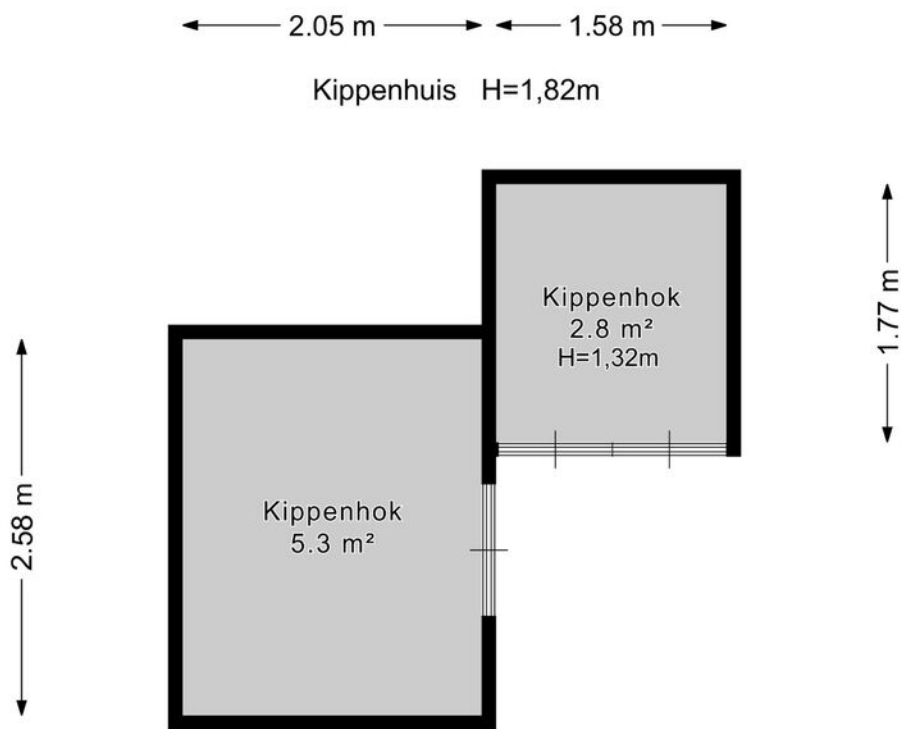 2.05 m
1.58 m
Kippenhuis H=1,82m
1.77 m
Kippenhok
2.8 m²
H=1,32m
2.58 m
Kippenhok
5.3 m²